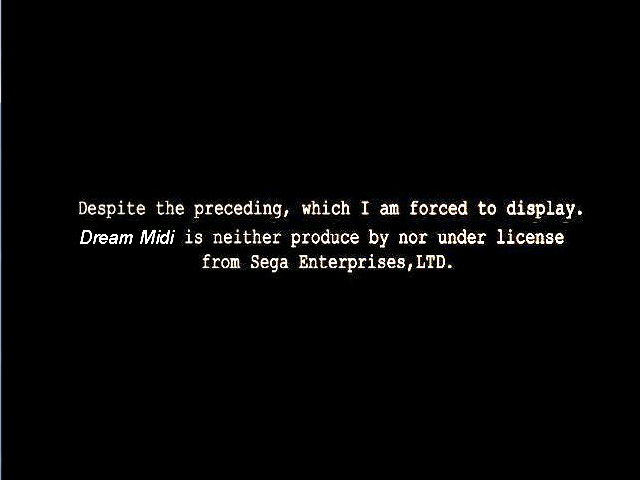 Despite the preceding, which I am forced to display.
Dream Midi is neither produce by nor under license
from Sega Enterprises,LTD.